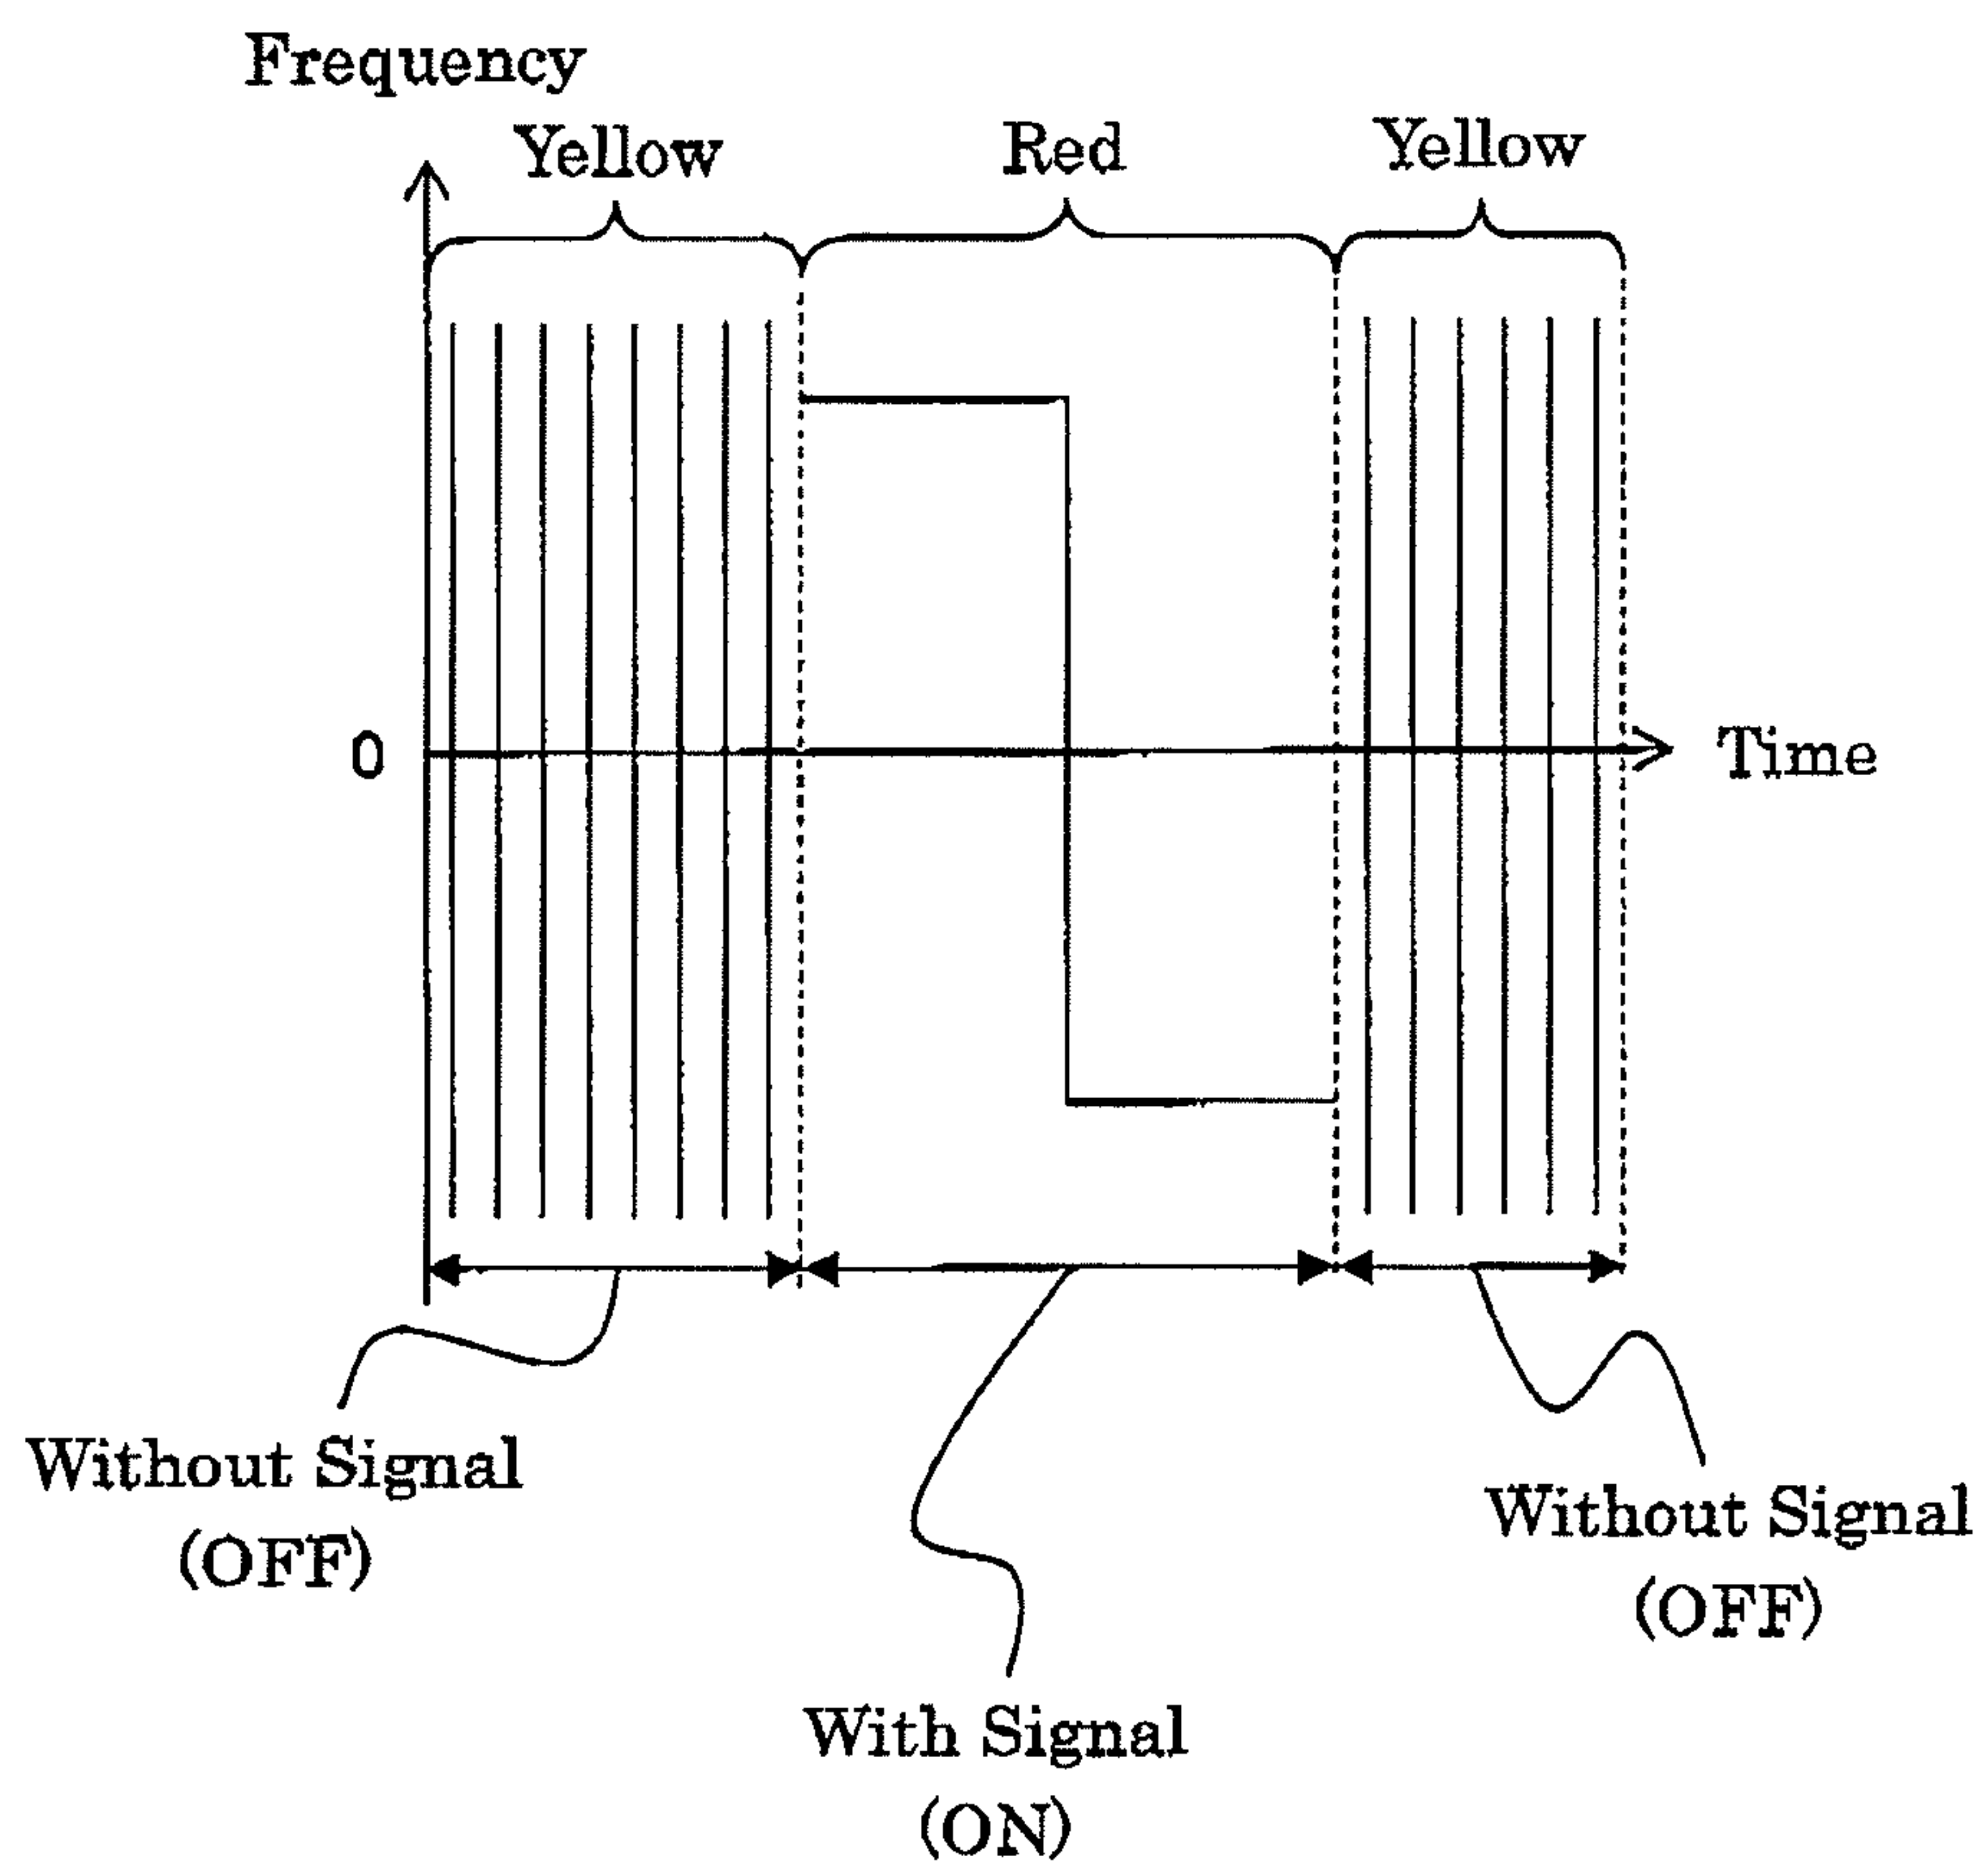 Frequency
Yellow
Red
Yellow
0
Time
Without Signal
(OFF)
Without Signal
(OFF)
With Signal
(ON)